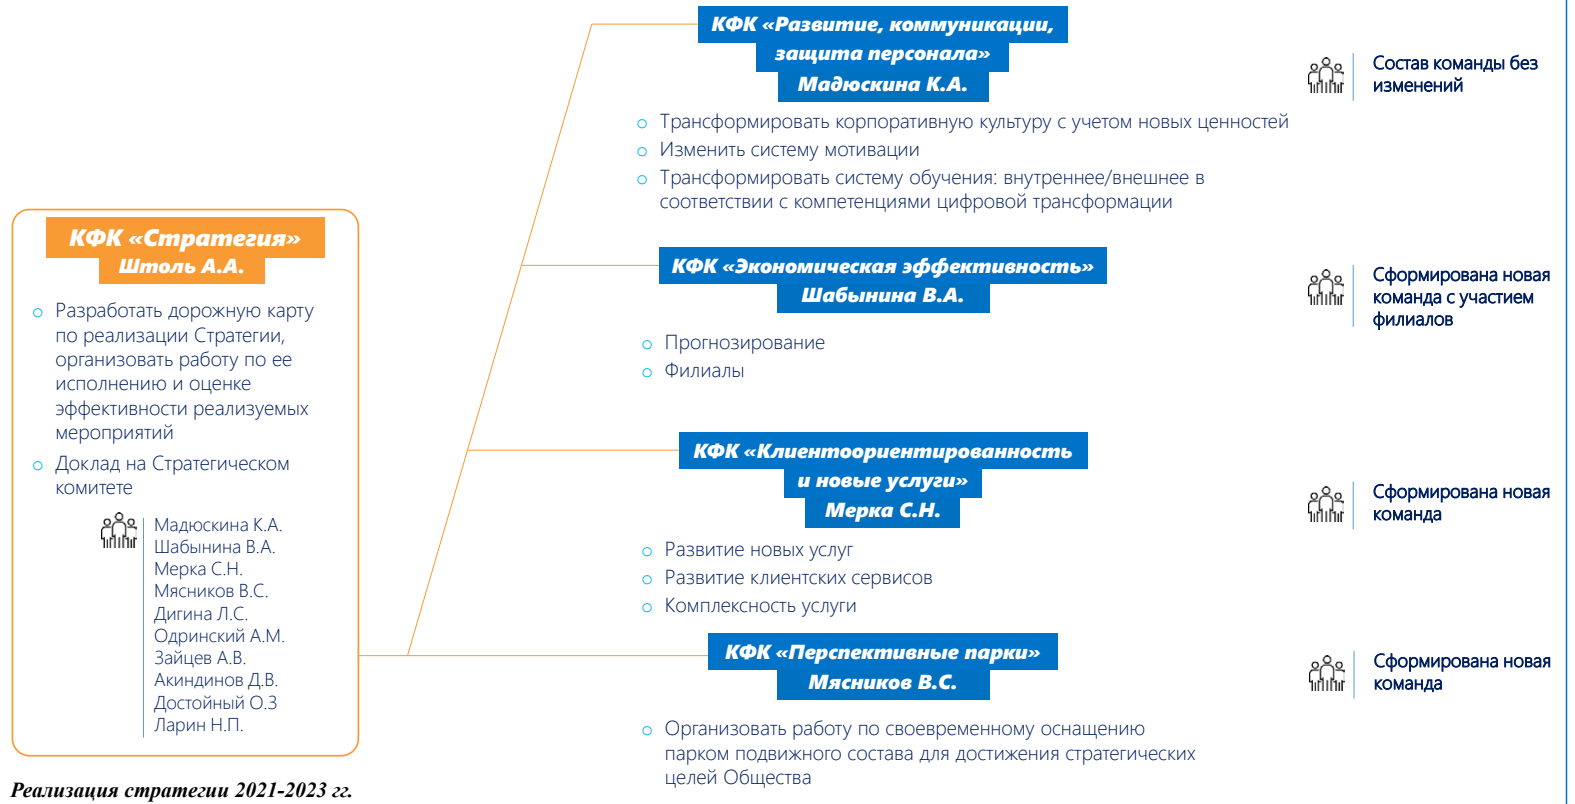 КФК «Стратегия»
Штоль А.А.
Разработать дорожную карту
по реализации Стратегии,
организовать работу по ее
исполнению и оценке
эффективности реализуемых
мероприятий
Доклад на Стратегическом
комитете
Мадюскина К.А.
Шабынина В.А.
Мерка С.Н.
Мясников В.С.
Дигина Л.С.
Одринский А.М.
Зайцев А.В.
Акиндинов Д.В.
Достойный О.З
Ларин Н.П.
Реализация стратегии 2021-2023 гг.
КФК «Развитие, коммуникации,
защита персонала»
Мадюскина К.А.
Трансформировать корпоративную культуру с учетом новых ценностей
Изменить систему мотивации
Трансформировать систему обучения: внутреннее/внешнее в
соответствии с компетенциями цифровой трансформации
Состав команды без
изменений
КФК «Экономическая эффективность»
Шабынина В.А.
Прогнозирование
Филиалы
Сформирована новая
команда с участием
филиалов
КФК «Клиентоориентированность
и новые услуги»
Мерка С.Н.
Развитие новых услуг
Развитие клиентских сервисов
Комплексность услуги
Сформирована новая
команда
КФК «Перспективные парки»
Мясников В.С.
Организовать работу по своевременному оснащению
парком подвижного состава для достижения стратегических
целей Общества
Сформирована новая
команда